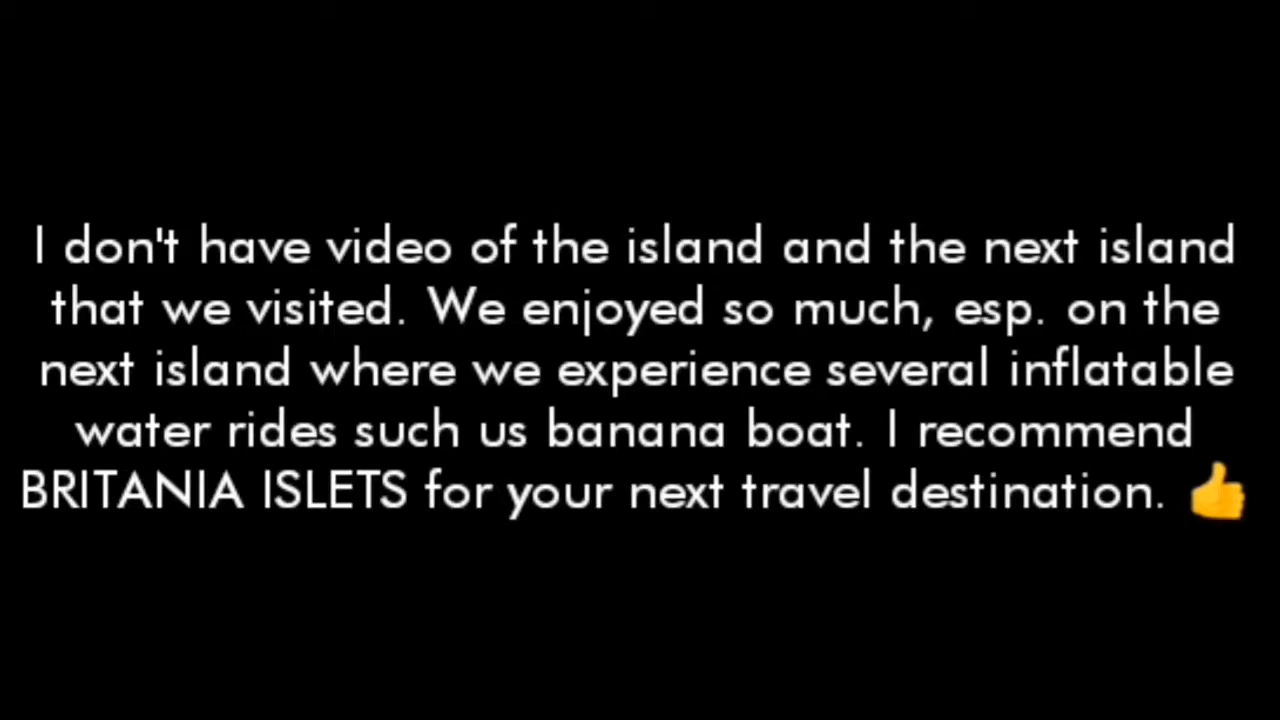 I don't have video of the island and the next island
that we visited. We enjoyed so much, esp. on the
next island where we experience several inflatable
water rides such us banana boat. I recommend
BRITANIA ISLETS for your next travel destination. 👍